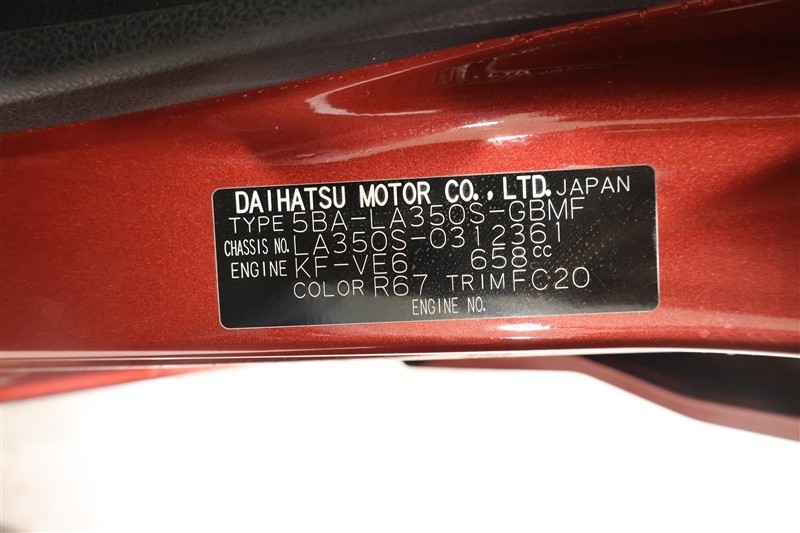 DAIHATSU MOTOR CO., LTD. JAPAN
TYPE 5BA-LA350S-GBMF
CHASSIS NO. LA350S-0312361
ENGINE KF-VE6 658cc
COLOR R67 TRIM FC20
ENGINE NO.